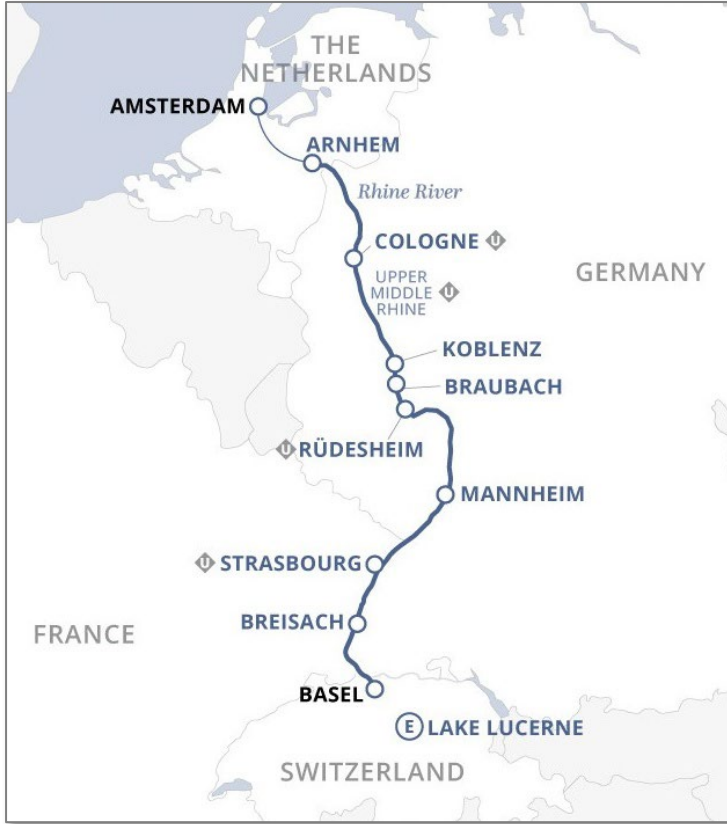 THE
NETHERLANDS
AMSTERDAM
ARNHEM
Rhine River
COLOGNE U
GERMANY
UPPER
MIDDLE U
RHINE
KOBLENZ
BRAUBACH
U RÜDESHEIM
MANNHEIM
U STRASBOURG
BREISACH
FRANCE
BASEL
E LAKE LUCERNE
SWITZERLAND